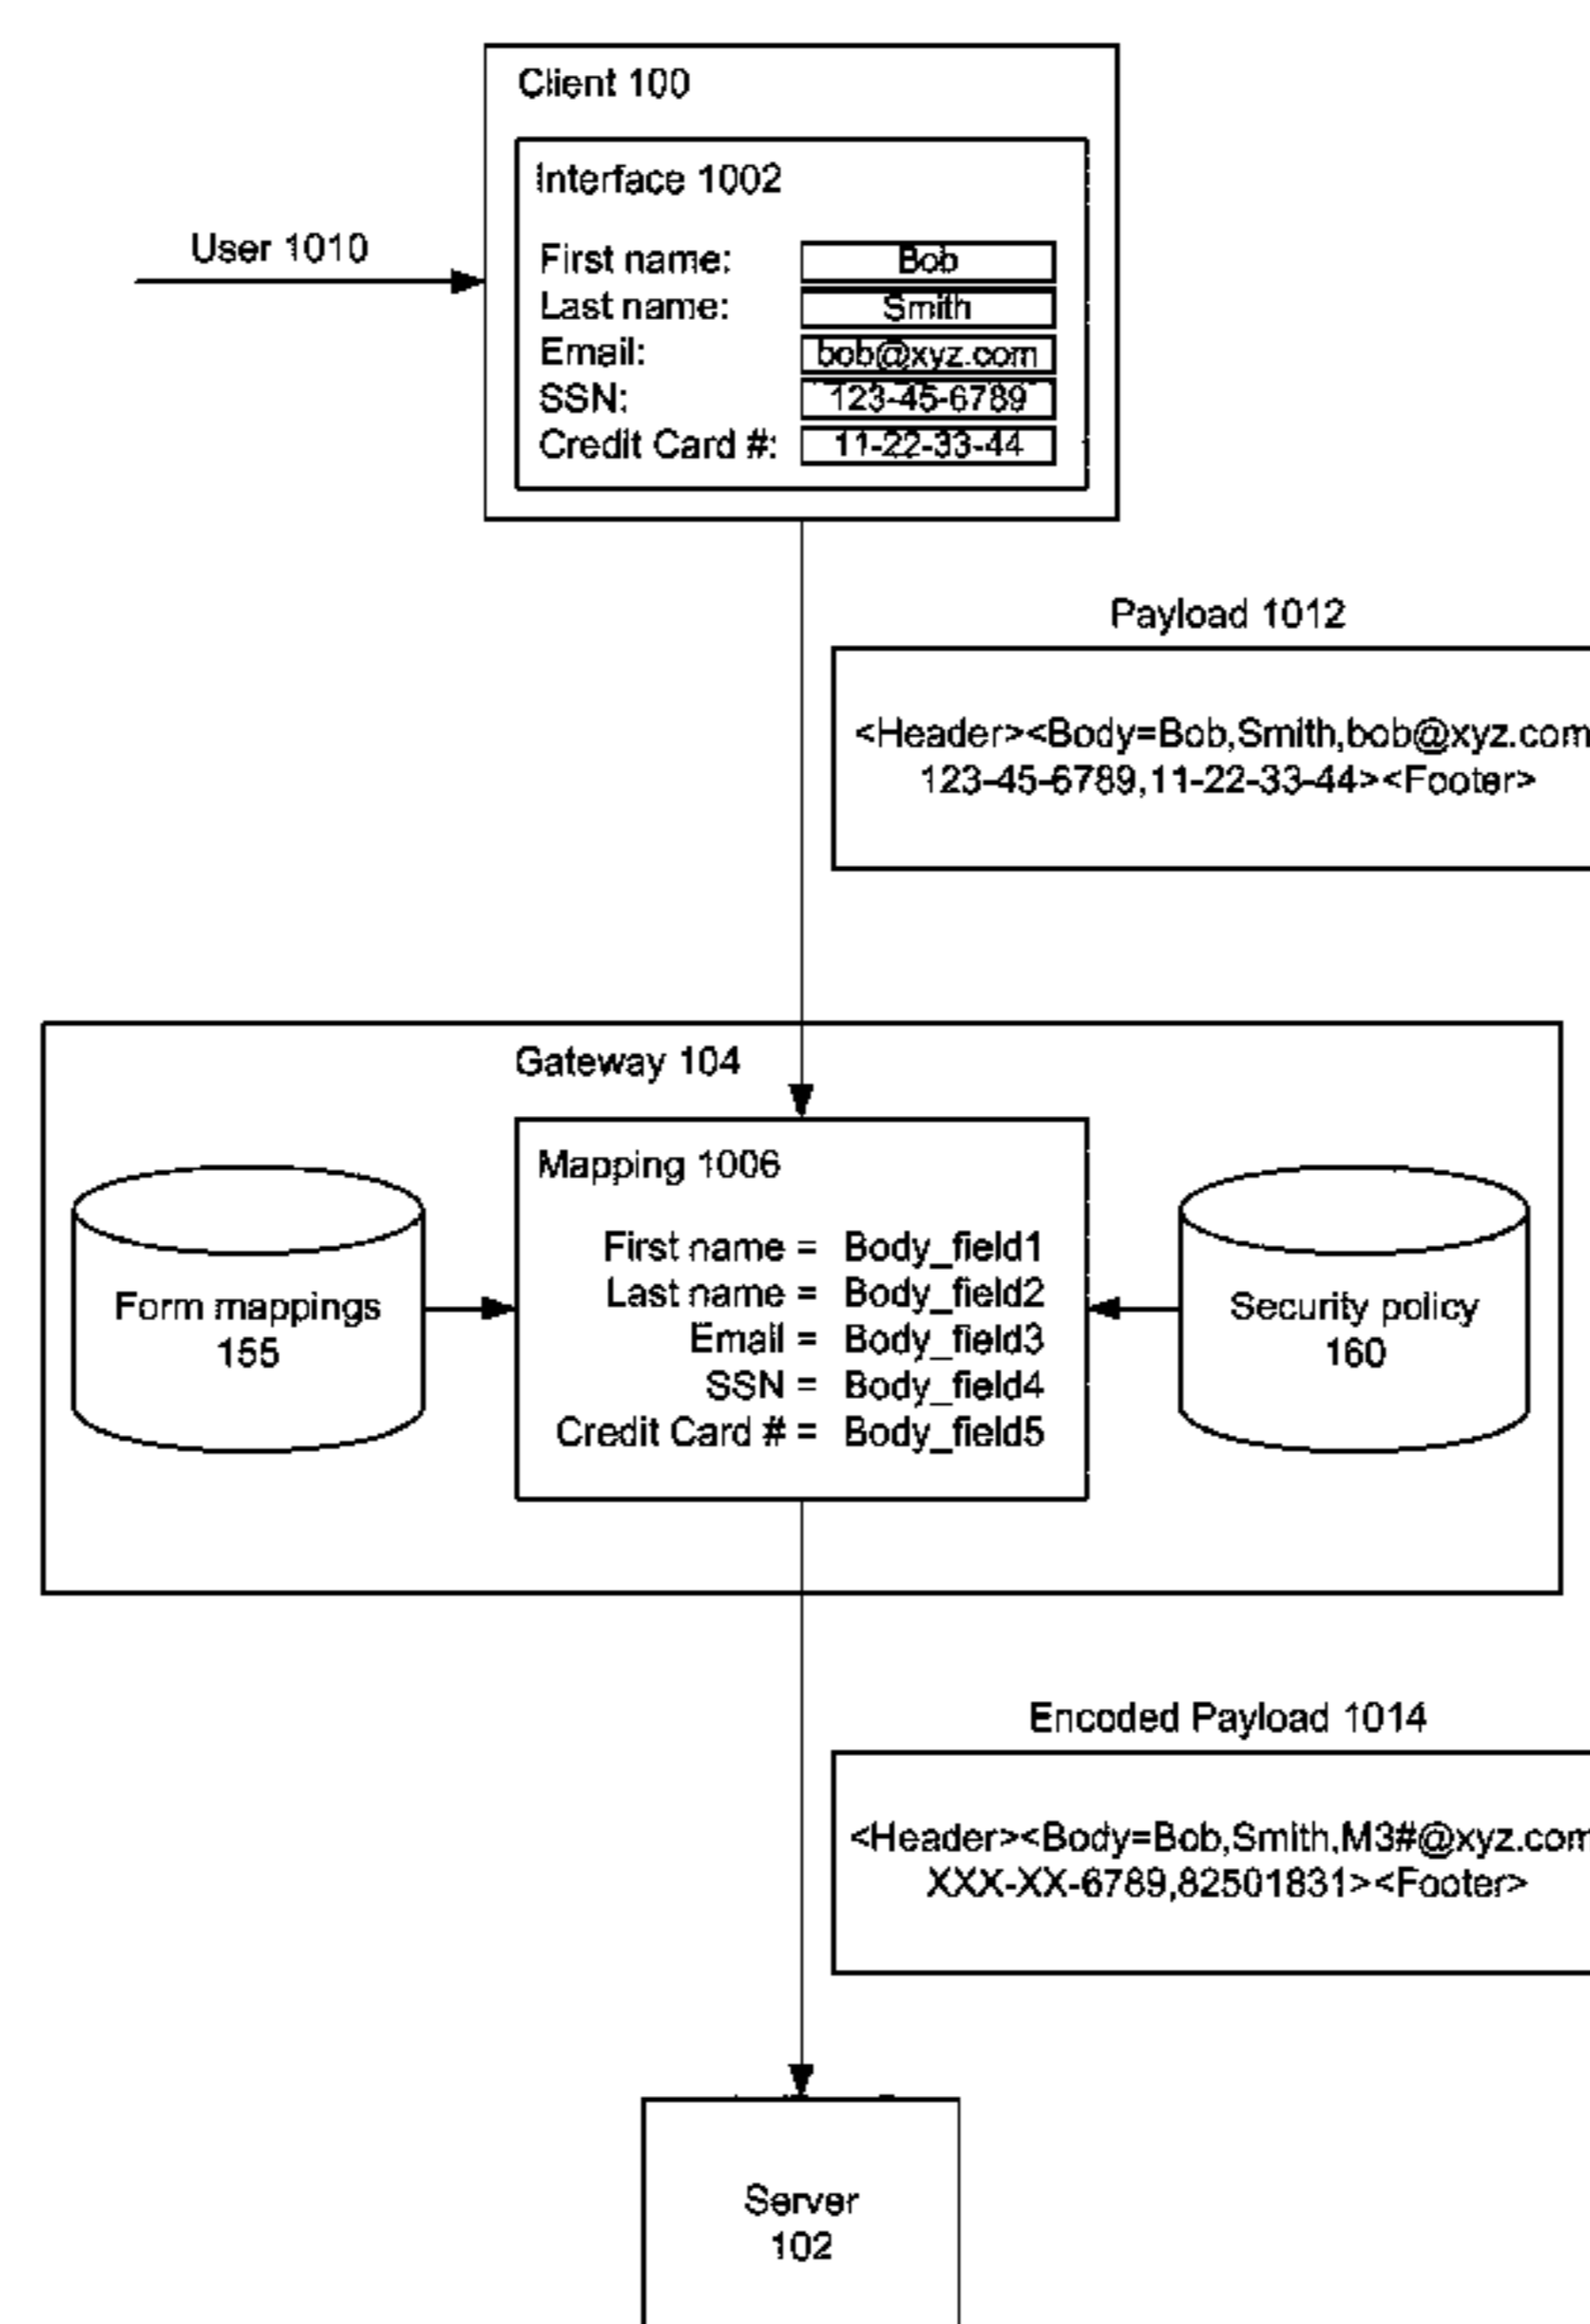 Client 100
Interface 1002
User 1010
First name: Bob
Last name: Smith
Email: bob@xyz.com
SSN: 123-45-6789
Credit Card #: 11-22-33-44
Payload 1012
<Header><Body=Bob,Smith,bob@xyz.com
123-45-6789,11-22-33-44><Footer>
Gateway 104
Mapping 1006
First name = Body_field1
Last name = Body_field2
Email = Body_field3
SSN = Body_field4
Credit Card # = Body_field5
Form mappings
155
Security policy
160
Encoded Payload 1014
<Header><Body=Bob,Smith,M3#@xyz.com
XXX-XX-6789,82501831><Footer>
Server
102